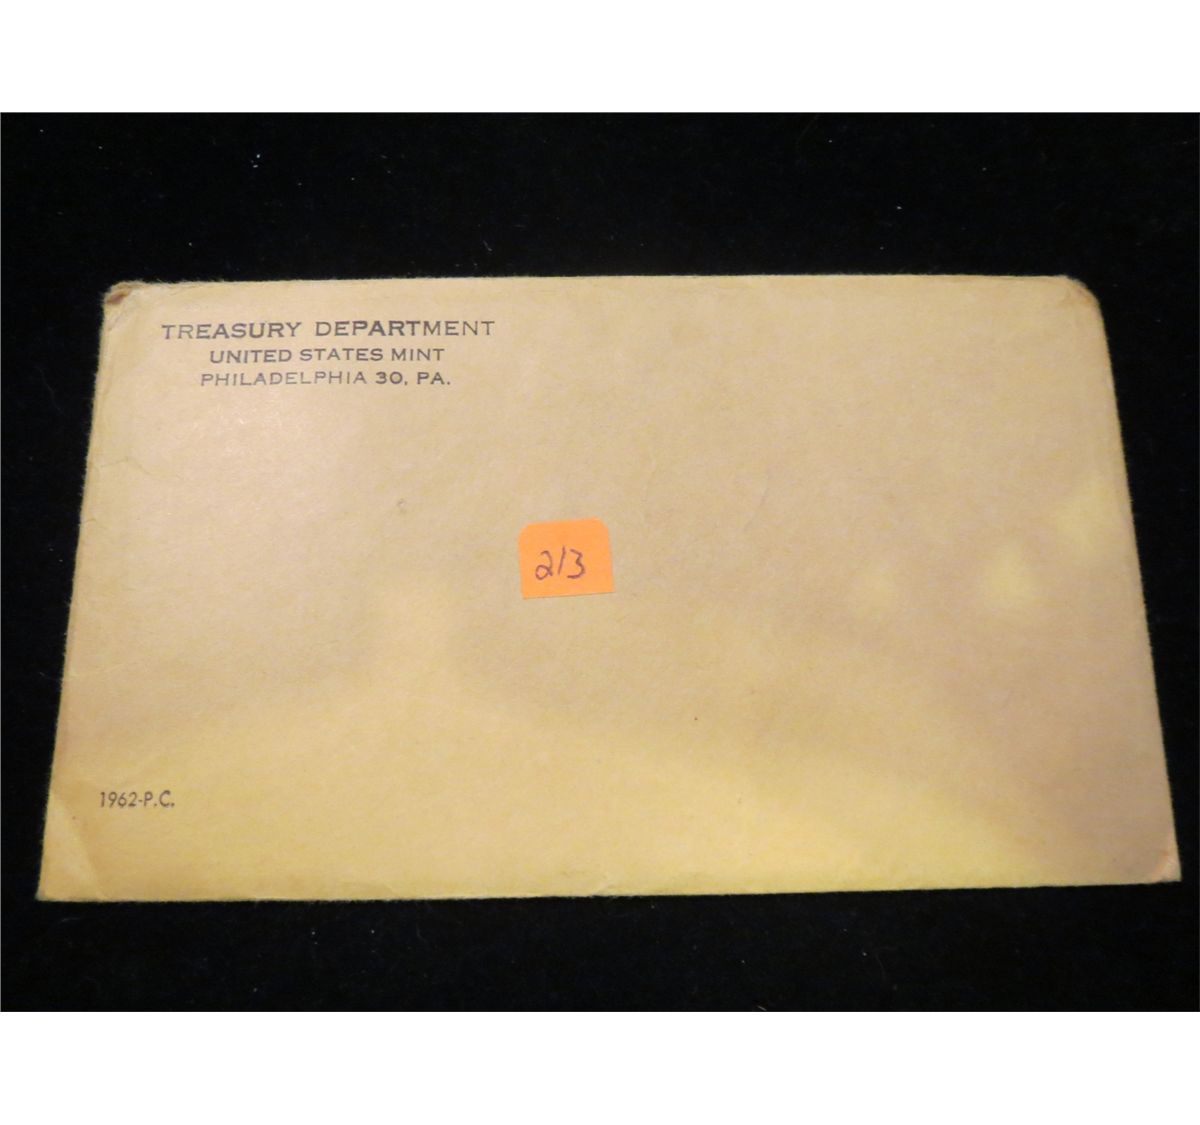 TREASURY DEPARTMENT
UNITED STATES MINT
PHILADELPHIA 30, PA.
213
1962-P.C.